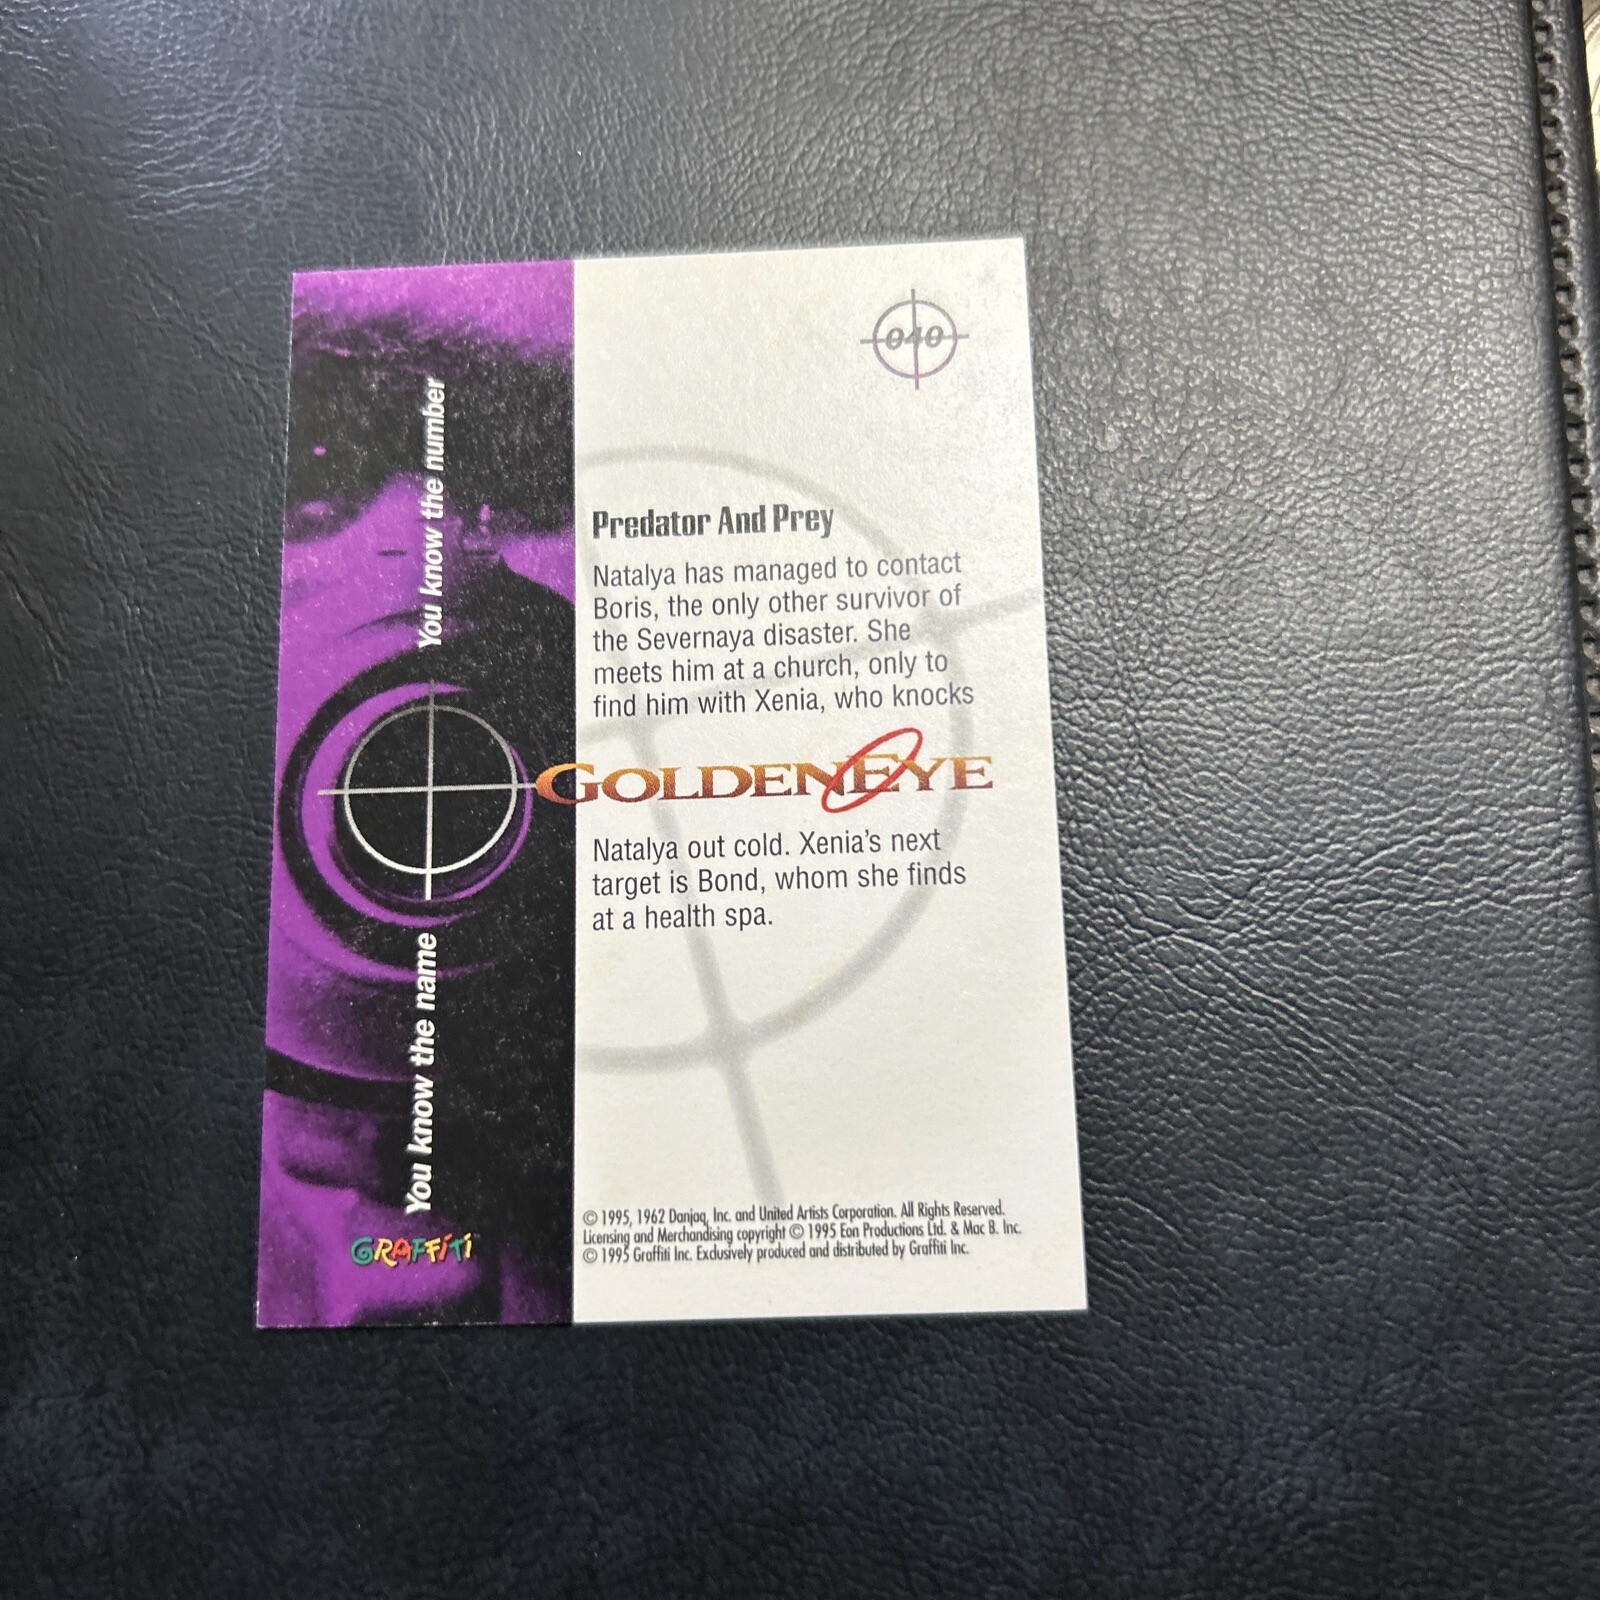 040
You know the name
You know the number
Predator And Prey
Natalya has managed to contact
Boris, the only other survivor of
the Severnaya disaster. She
meets him at a church, only to
find him with Xenia, who knocks
GOLDENEYE
Natalya out cold. Xenia's next
target is Bond, whom she finds
at a health spa.
GRAFFiTi
© 1995, 1962 Danjaq, Inc. and United Artists Corporation. All Rights Reserved.
Licensing and Merchandising copyright © 1995 Eon Productions Ltd. & Mac B. Inc.
© 1995 Graffiti Inc. Exclusively produced and distributed by Graffiti Inc.